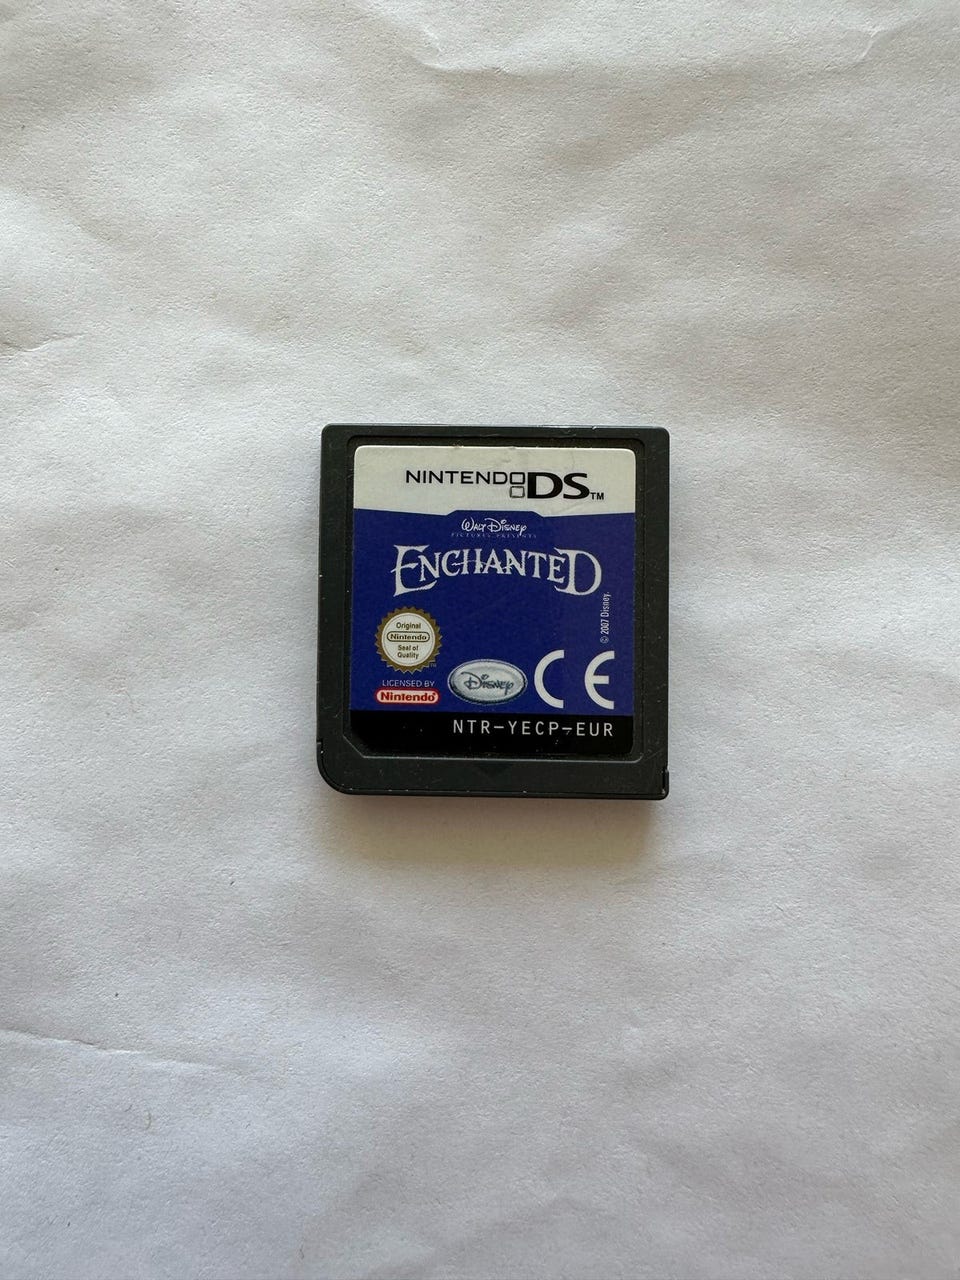 NINTENDO DS™
WALT DISNEY
PICTURES PRESENTS
ENCHANTED
© 2007 Disney.
Original
Nintendo
Seal of
Quality
TM
LICENSED BY
Nintendo®
Disney
CE
NTR-YECP-EUR